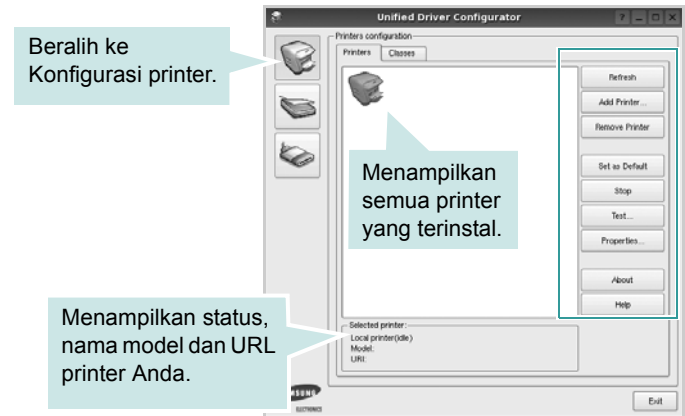 Unified Driver Configurator
Beralih ke
Konfigurasi printer.
Printers configuration
Printers
Classes
Refresh
Add Printer...
Remove Printer
Set as Default
Stop
Test...
Properties...
About
Help
Menampilkan
semua printer
yang terinstal.
Menampilkan status,
nama model dan URL
printer Anda.
Selected printer:
Local printer(idle)
Model:
URI:
ELECTRONICS
Exit